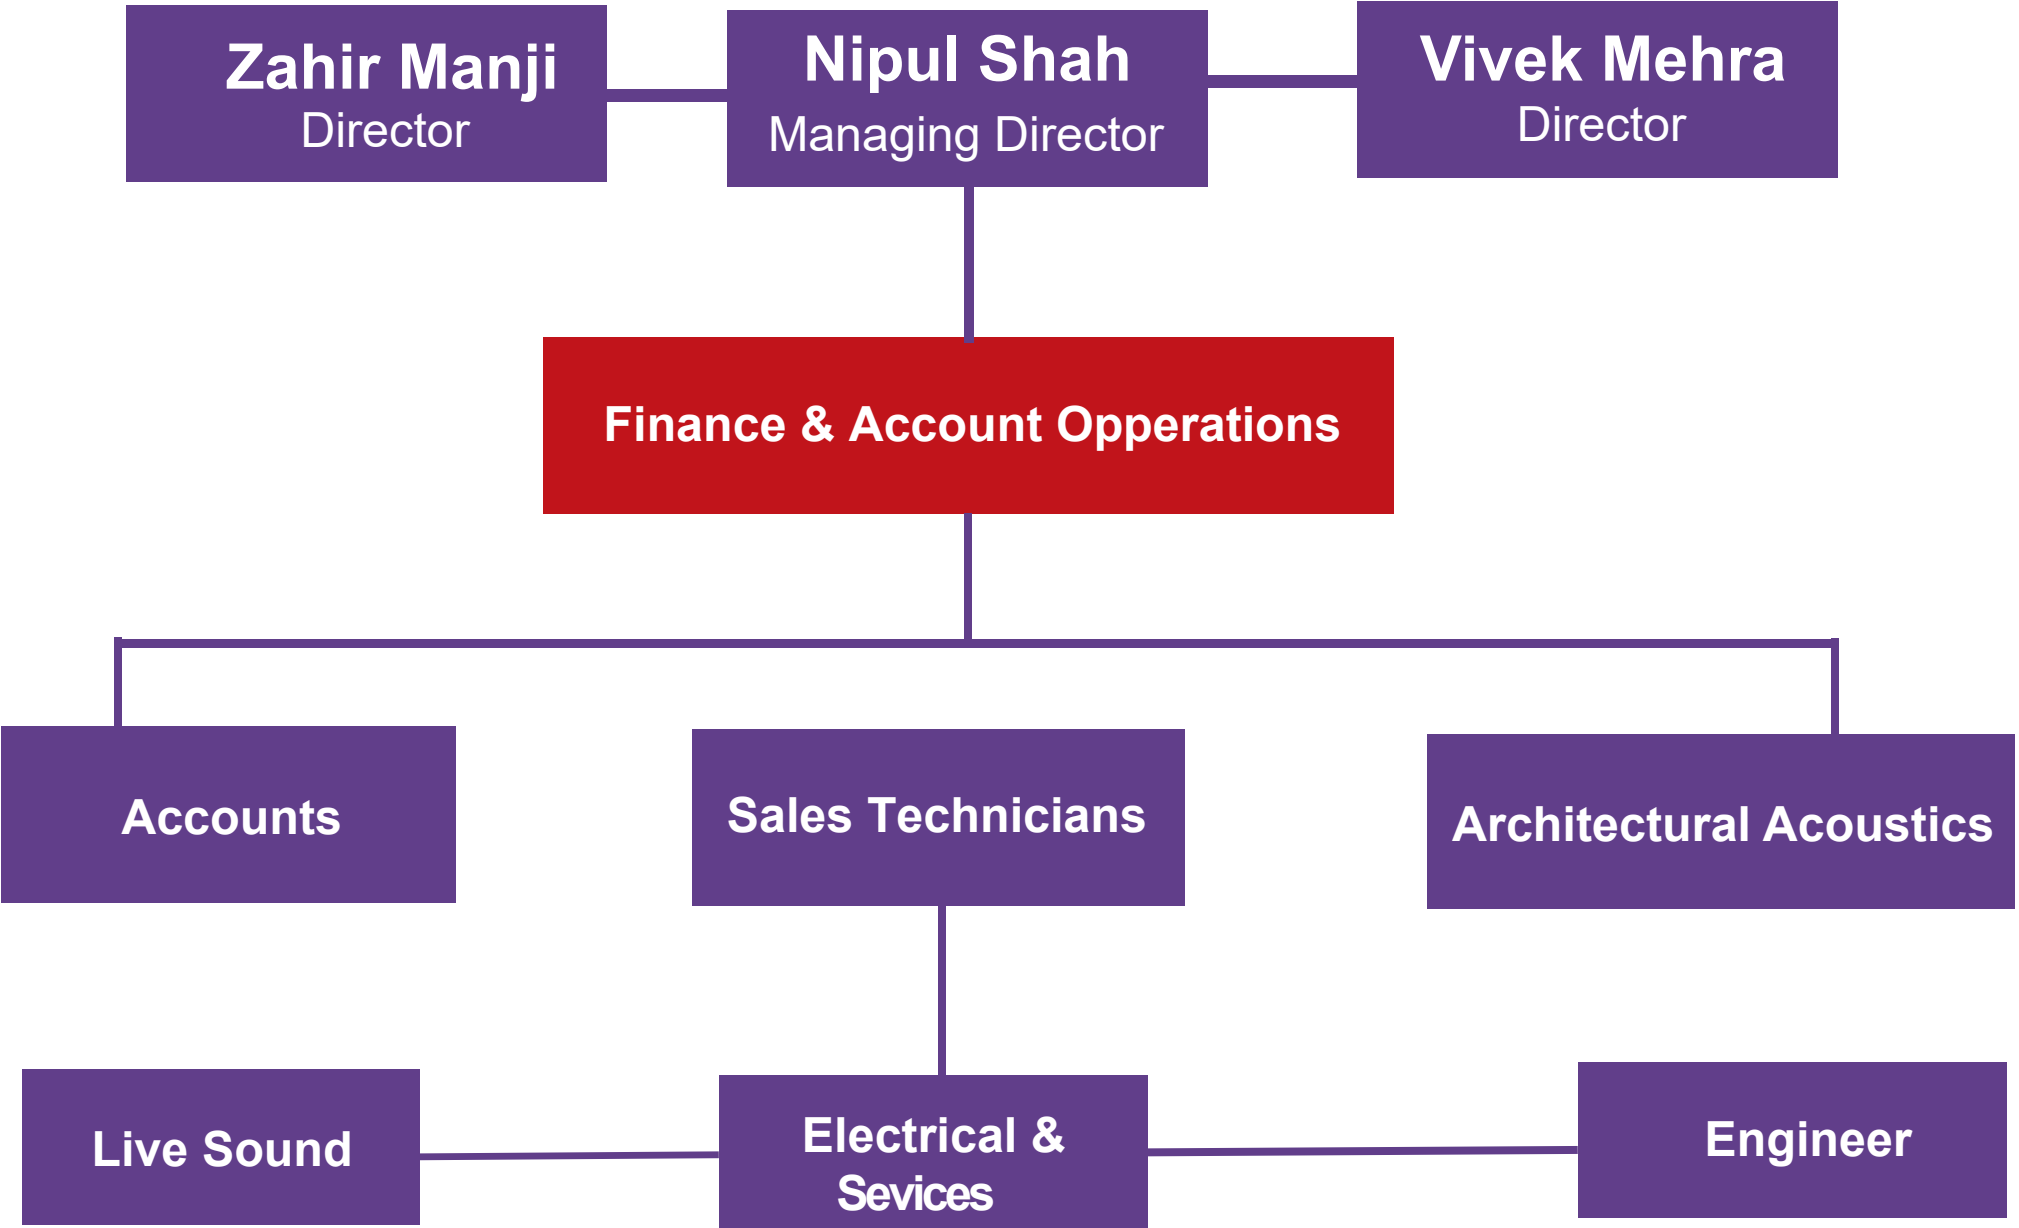 Zahir Manji
Director
Nipul Shah
Managing Director
Vivek Mehra
Director
Finance & Account Opperations
Accounts
Sales Technicians
Architectural Acoustics
Live Sound
Electrical &
Sevices
Engineer